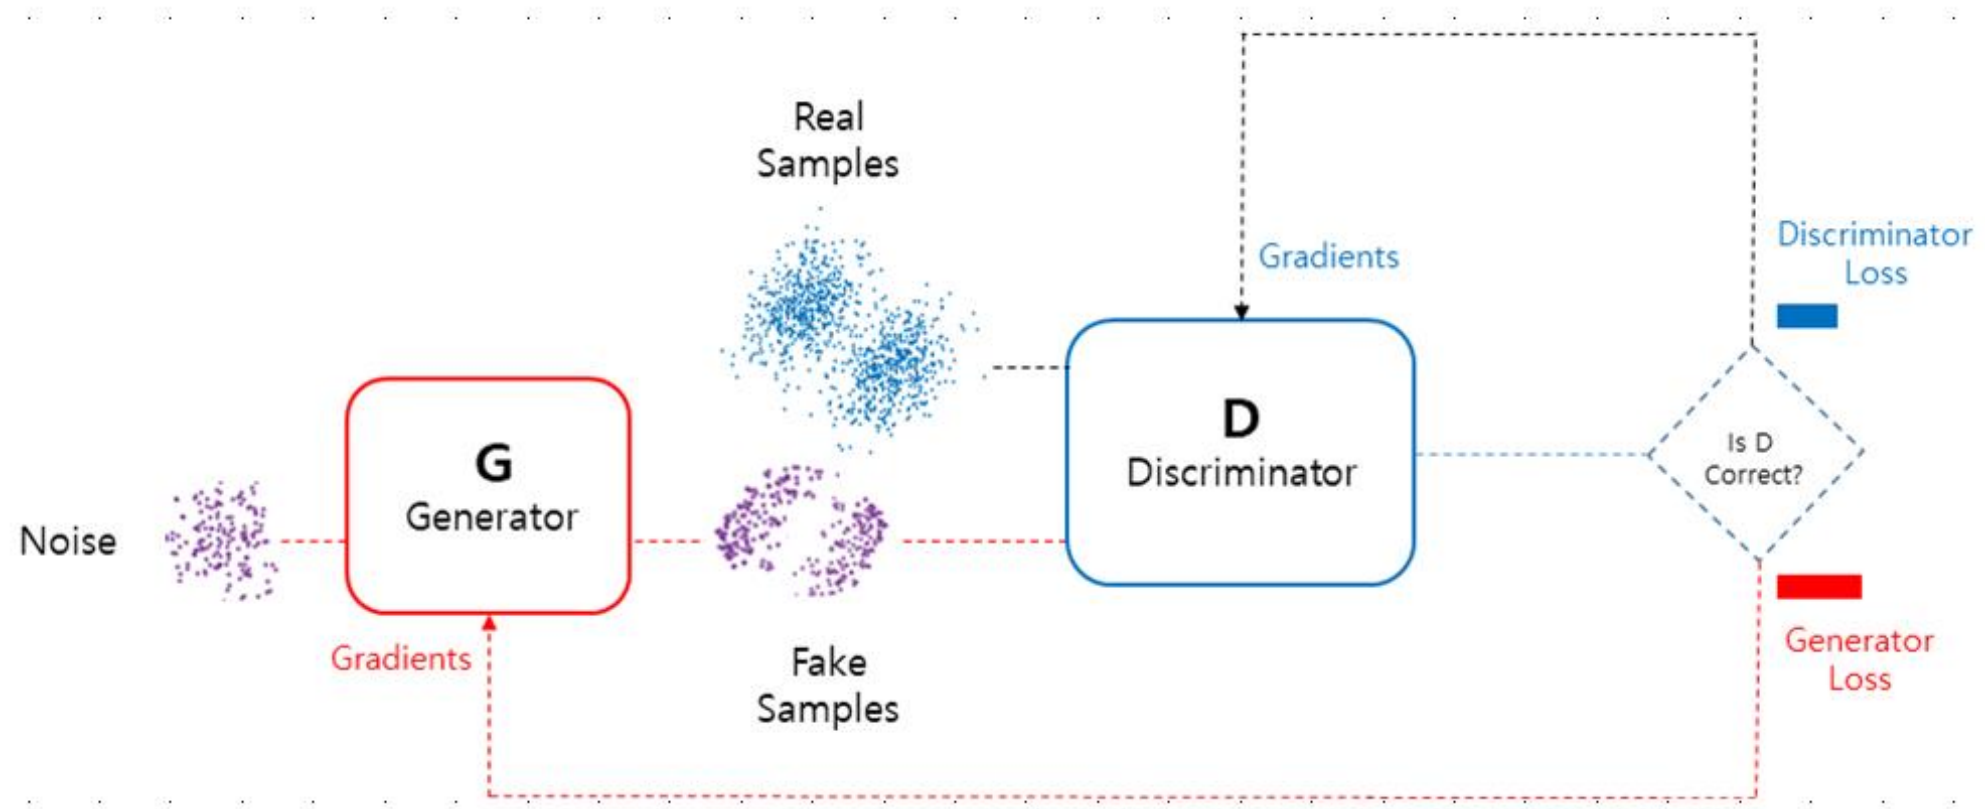 Real
Samples
Gradients
Discriminator
Loss
D
Discriminator
Is D
Correct?
G
Generator
Noise
Gradients
Fake
Samples
Generator
Loss